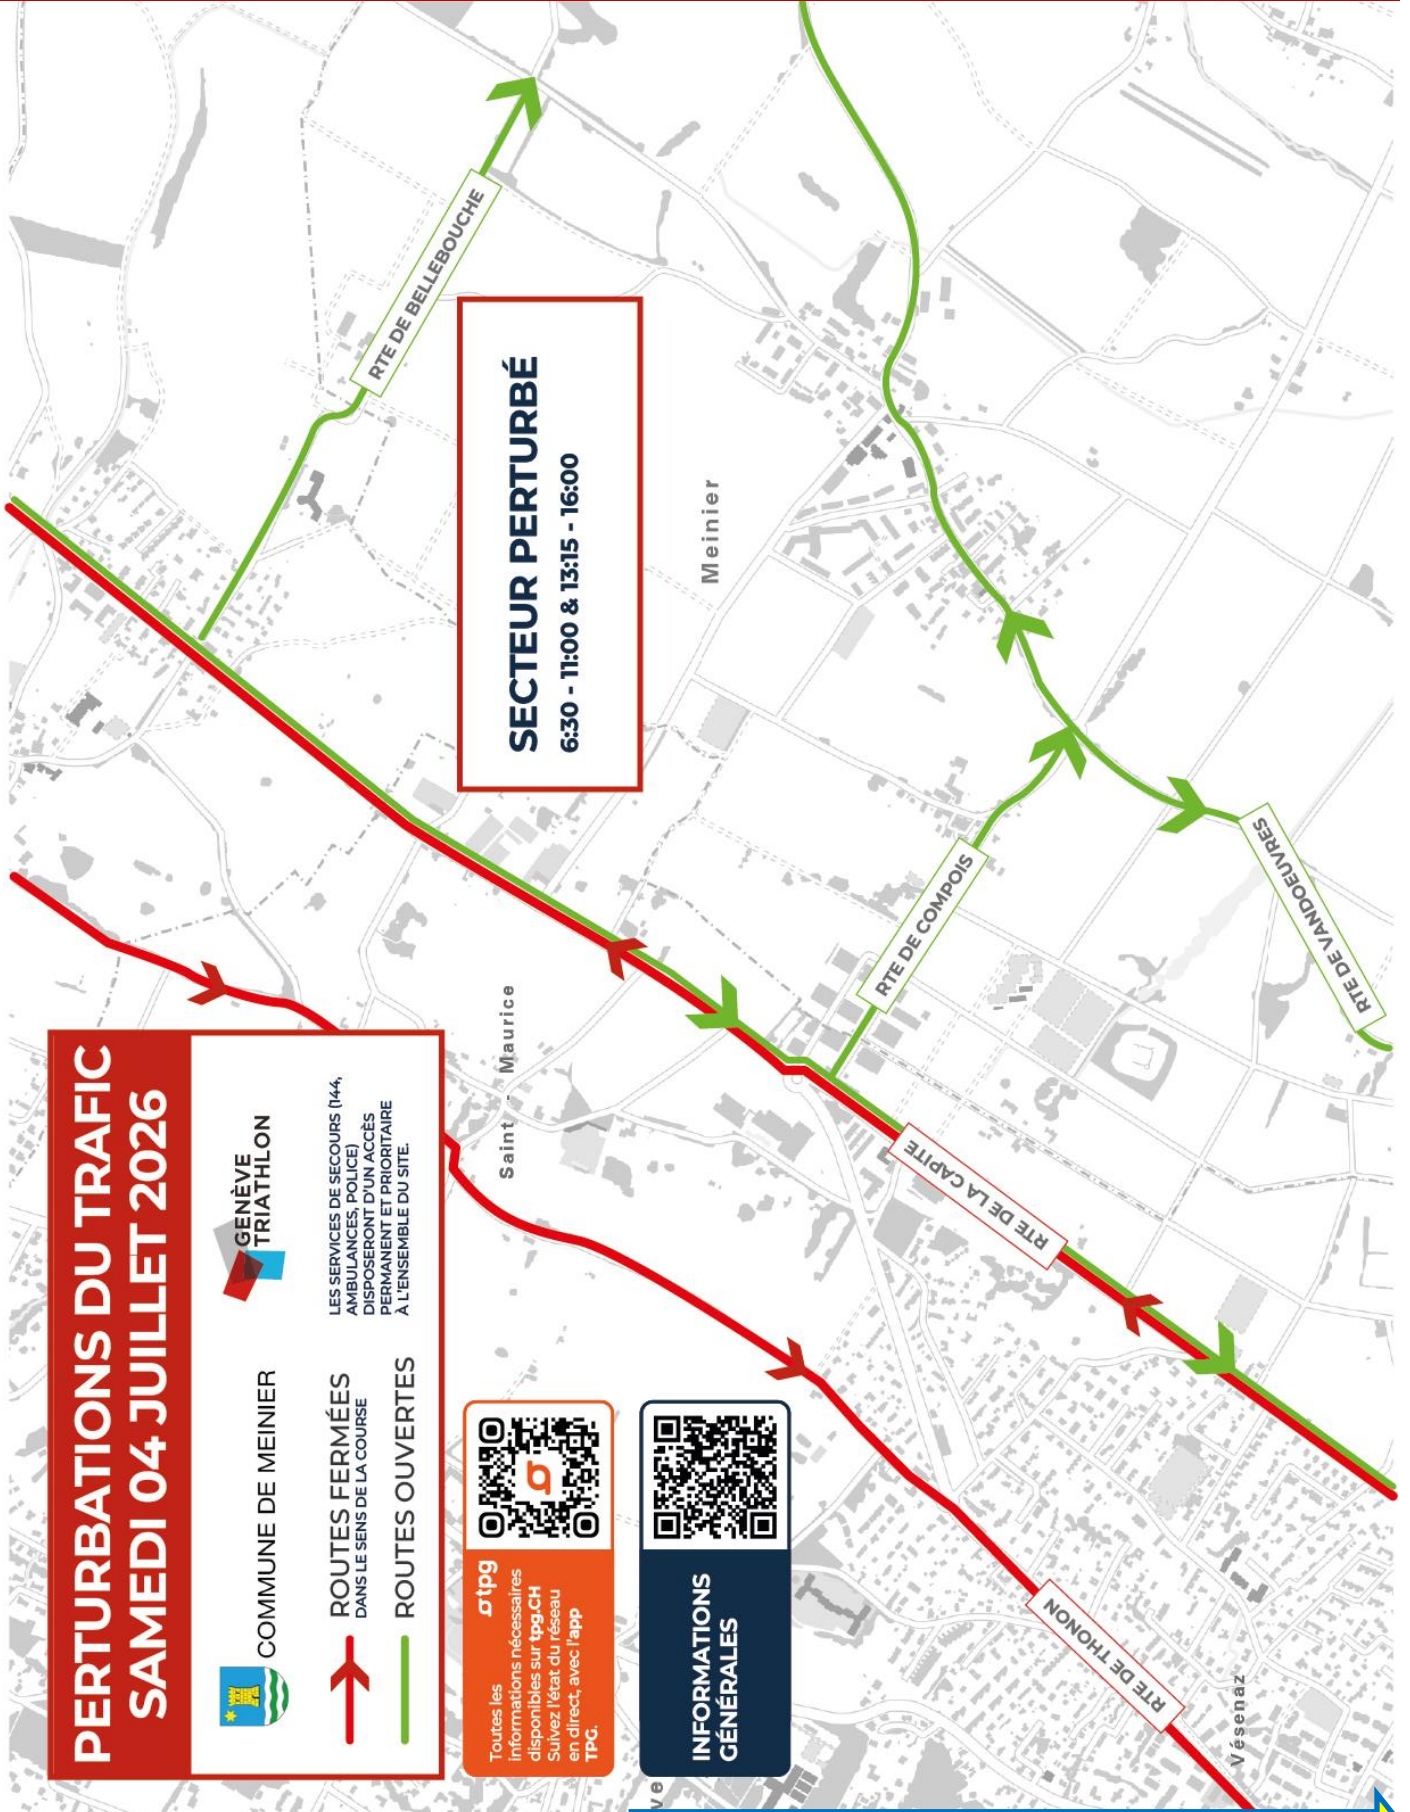 PERTURBATIONS DU TRAFIC
SAMEDI 04 JUILLET 2026
COMMUNE DE MEINIER
GENÈVE
TRIATHLON
ROUTES FERMÉES
DANS LE SENS DE LA COURSE
ROUTES OUVERTES
LES SERVICES DE SECOURS (144,
AMBULANCES, POLICE)
DISPOSERONT D'UN ACCÈS
PERMANENT ET PRIORITAIRE
À L'ENSEMBLE DU SITE.
tpg
Toutes les
informations nécessaires
disponibles sur tpg.CH
Suivez l'état du réseau
en direct, avec l'app
TPG.
INFORMATIONS
GÉNÉRALES
SECTEUR PERTURBÉ
6:30 - 11:00 & 13:15 - 16:00
RTE DE BELLEBOUCHE
Meinier
Saint - Maurice
RTE DE COMPOIS
RTE DE VANDOEUVRES
RTE DE LA CAPITE
RTE DE THONON
Vésenaz
ve